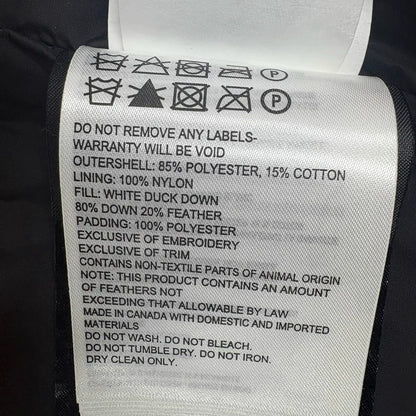 P
P
DO NOT REMOVE ANY LABELS-
WARRANTY WILL BE VOID
OUTERSHELL: 85% POLYESTER, 15% COTTON
LINING: 100% NYLON
FILL: WHITE DUCK DOWN
80% DOWN 20% FEATHER
PADDING: 100% POLYESTER
EXCLUSIVE OF EMBROIDERY
EXCLUSIVE OF TRIM
CONTAINS NON-TEXTILE PARTS OF ANIMAL ORIGIN
NOTE: THIS PRODUCT CONTAINS AN AMOUNT
OF FEATHERS NOT
EXCEEDING THAT ALLOWABLE BY LAW
MADE IN CANADA WITH DOMESTIC AND IMPORTED
MATERIALS
DO NOT WASH. DO NOT BLEACH.
DO NOT TUMBLE DRY. DO NOT IRON.
DRY CLEAN ONLY.